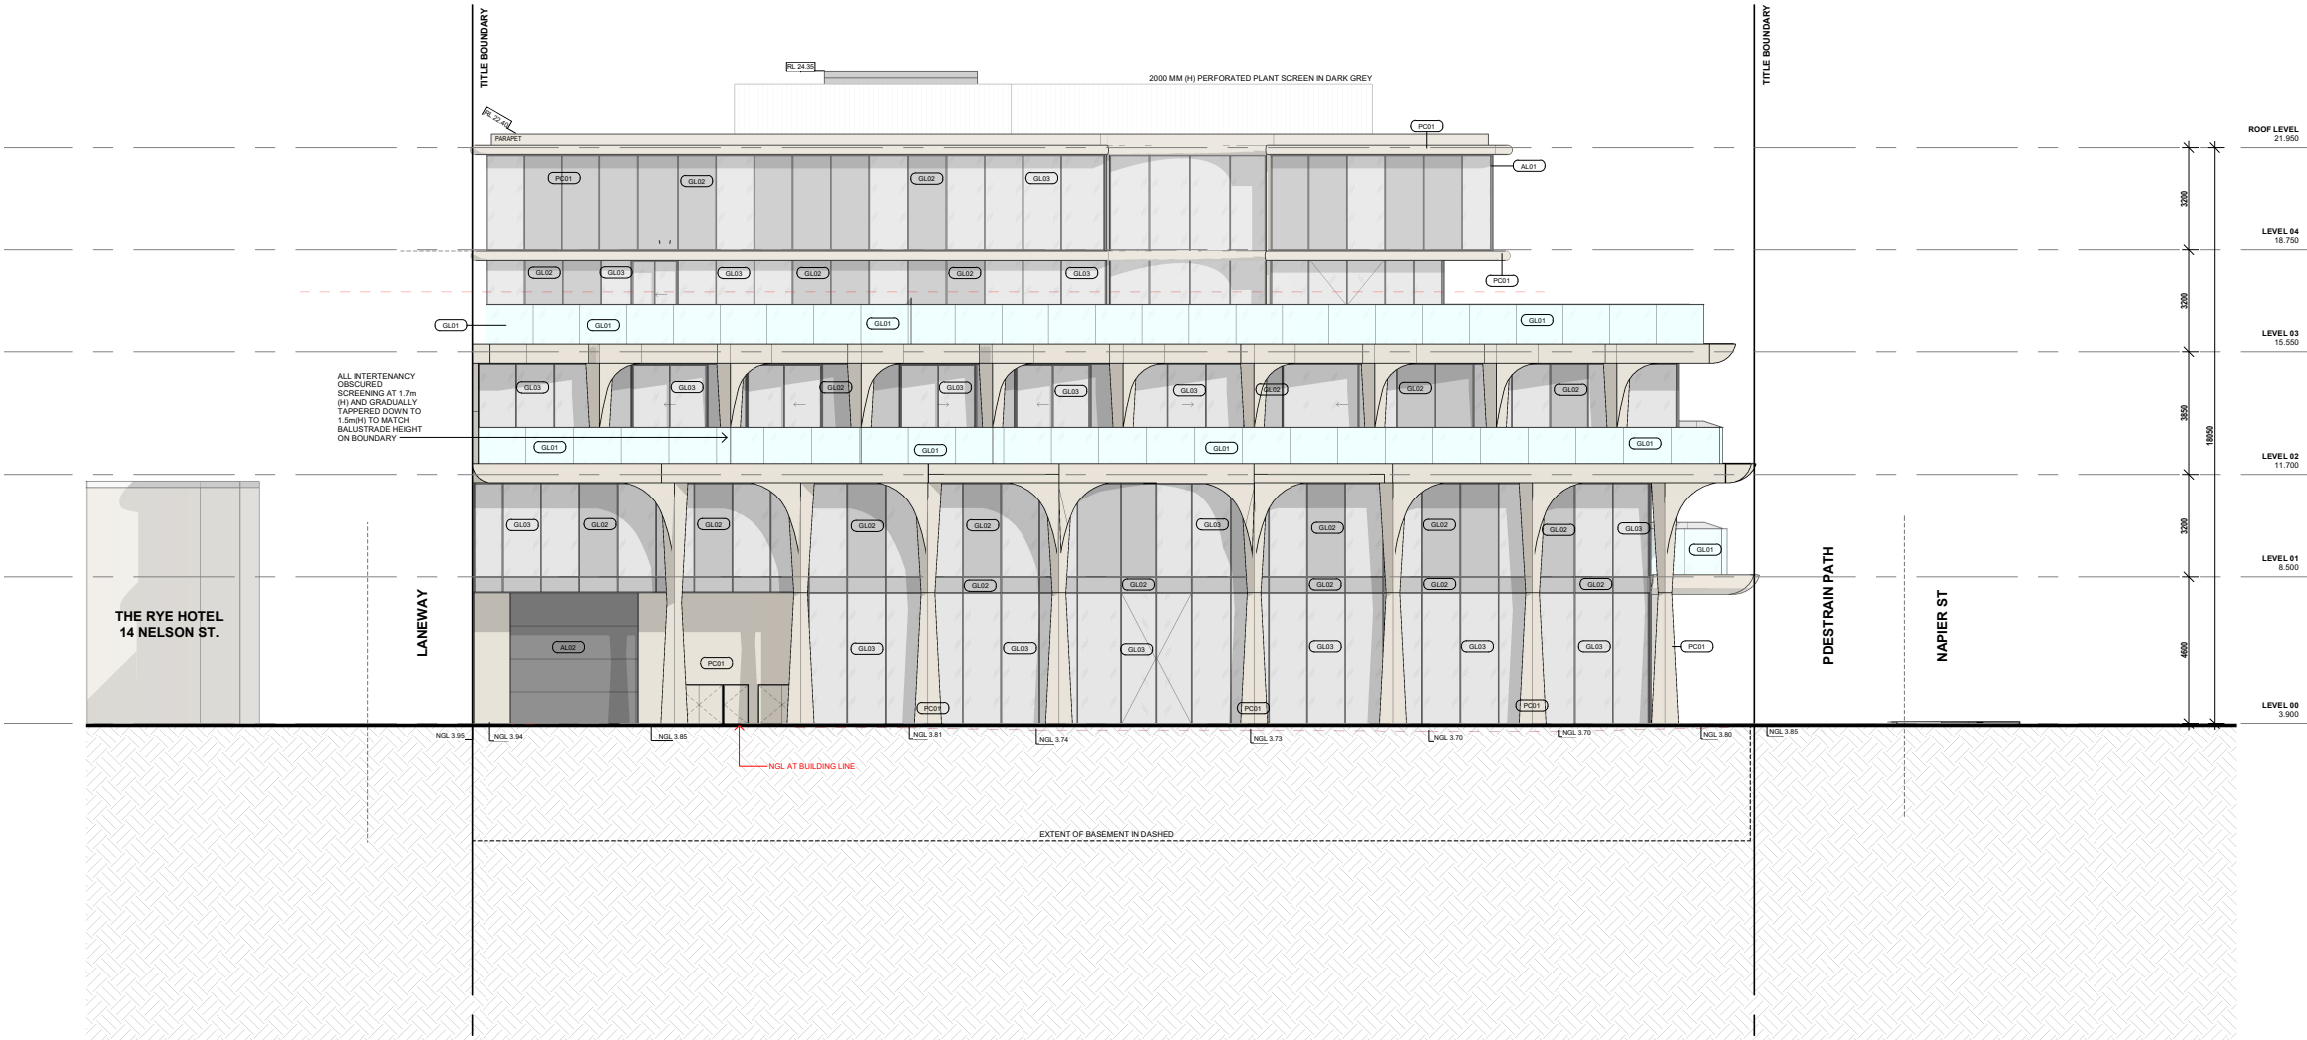 TITLE BOUNDARY
TITLE BOUNDARY
RL 24.35
2000 MM (H) PERFORATED PLANT SCREEN IN DARK GREY
RL 22.40
PARAPET
PC01
ROOF LEVEL
21.950
AL01
PC01
GL02
GL02
GL03
3200
LEVEL 04
18.750
GL02
GL03
GL03
GL02
GL02
GL03
PC01
3200
GL01
GL01
GL01
GL01
LEVEL 03
15.550
ALL INTERTENANCY
OBSCURED
SCREENING AT 1.7m
(H) AND GRADUALLY
TAPPERED DOWN TO
1.5m(H) TO MATCH
BALUSTRADE HEIGHT
ON BOUNDARY
GL03
GL03
GL02
GL03
GL03
GL03
GL02
GL02
GL02
3850
18050
GL01
GL01
GL01
GL01
LEVEL 02
11.700
GL03
GL02
GL02
GL02
GL02
GL03
GL02
GL02
GL02
GL03
GL01
3200
LEVEL 01
8.500
GL02
GL02
GL02
GL02
GL02
THE RYE HOTEL
14 NELSON ST.
LANEWAY
PDESTRAIN PATH
NAPIER ST
AL02
PC01
GL03
GL03
GL03
GL03
GL03
GL03
PC01
4600
PC01
PC01
PC01
LEVEL 00
3.900
NGL 3.95
NGL 3.94
NGL 3.85
NGL 3.81
NGL 3.74
NGL 3.73
NGL 3.70
NGL 3.70
NGL 3.80
NGL 3.85
NGL AT BUILDING LINE
EXTENT OF BASEMENT IN DASHED